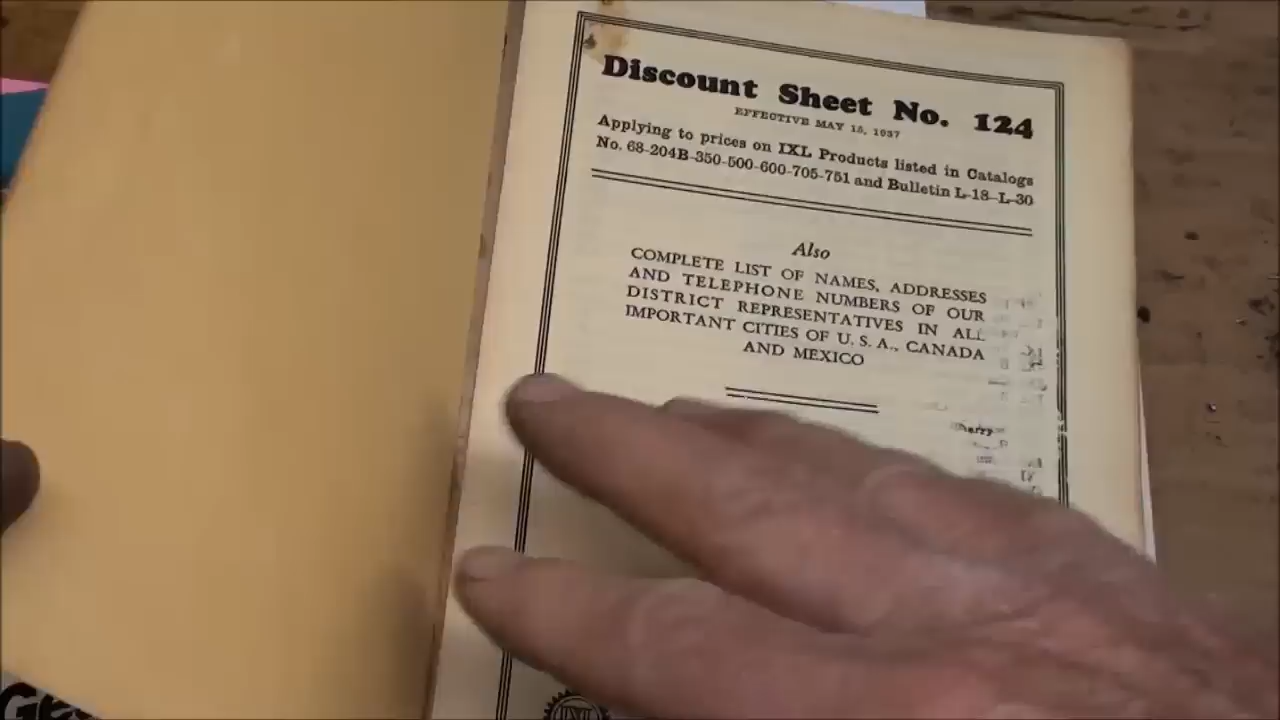 Discount Sheet No. 124
EFFECTIVE MAY 15, 1937
Applying to prices on IXL Products listed in Catalogs
No. 68-204B-350-500-600-705-751 and Bulletin L-18-L-30
Also
COMPLETE LIST OF NAMES, ADDRESSES
AND TELEPHONE NUMBERS OF OUR
DISTRICT REPRESENTATIVES IN ALL
IMPORTANT CITIES OF U. S. A., CANADA
AND MEXICO
IXL